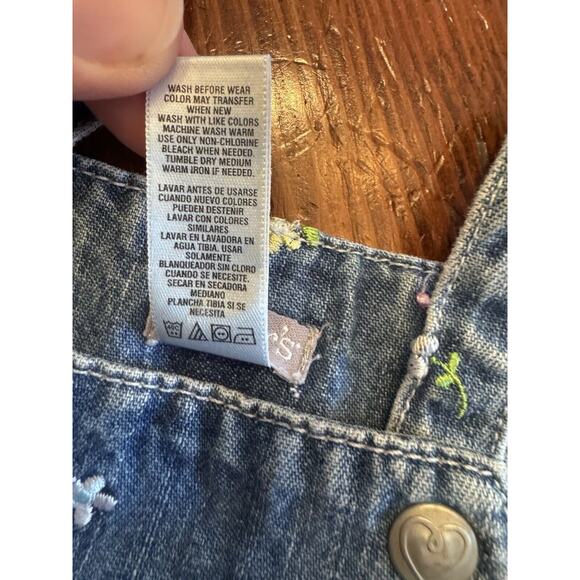 WASH BEFORE WEAR
COLOR MAY TRANSFER
WHEN NEW
WASH WITH LIKE COLORS
MACHINE WASH WARM
USE ONLY NON-CHLORINE
BLEACH WHEN NEEDED.
TUMBLE DRY MEDIUM
WARM IRON IF NEEDED.
LAVAR ANTES DE USARSE
CUANDO NUEVO COLORES
PUEDEN DESTENIR
LAVAR CON COLORES
SIMILARES
LAVAR EN LAVADORA EN
AGUA TIBIA. USAR
SOLAMENTE
BLANQUEADOR SIN CLORO
CUANDO SE NECESITE.
SECAR EN SECADORA
MEDIANO
PLANCHA TIBIA SI SE
NECESITA
's